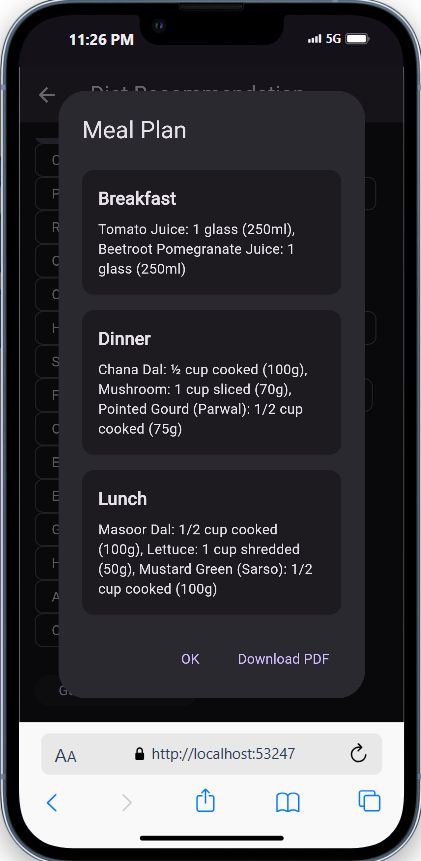 11:26 PM
5G
Diet Recommendation
Meal Plan
Breakfast
Tomato Juice: 1 glass (250ml),
Beetroot Pomegranate Juice: 1
glass (250ml)
Dinner
Chana Dal: ½ cup cooked (100g),
Mushroom: 1 cup sliced (70g),
Pointed Gourd (Parwal): 1/2 cup
cooked (75g)
Lunch
Masoor Dal: 1/2 cup cooked
(100g), Lettuce: 1 cup shredded
(50g), Mustard Green (Sarso): 1/2
cup cooked (100g)
OK
Download PDF
AA
http://localhost:53247